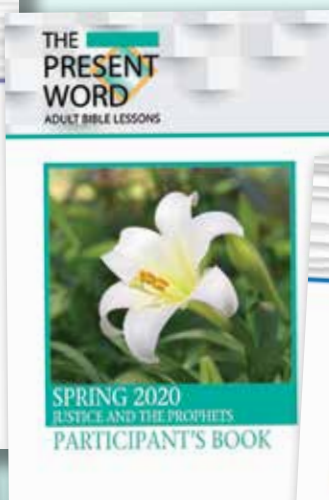 THE
PRESENT
WORD
ADULT BIBLE LESSONS
SPRING 2020
JUSTICE AND THE PROPHETS
PARTICIPANT'S BOOK